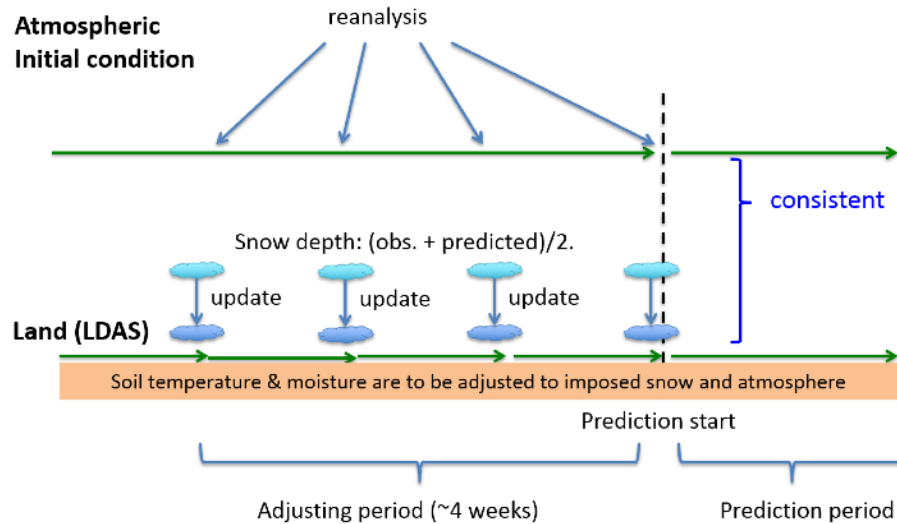 Atmospheric
Initial condition
reanalysis
consistent
Snow depth: (obs. + predicted)/2.
update
update
update
Land (LDAS)
Soil temperature & moisture are to be adjusted to imposed snow and atmosphere
Prediction start
Adjusting period (~4 weeks)
Prediction period